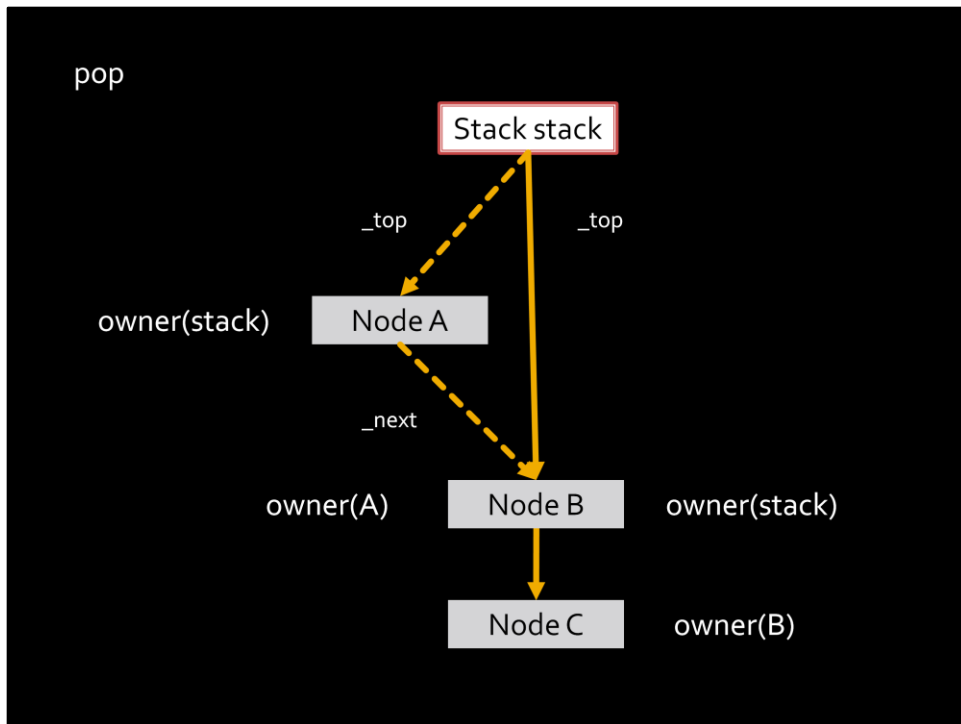 pop
Stack stack
_top
_top
owner(stack)
Node A
_next
owner(A)
Node B
owner(stack)
Node C
owner(B)